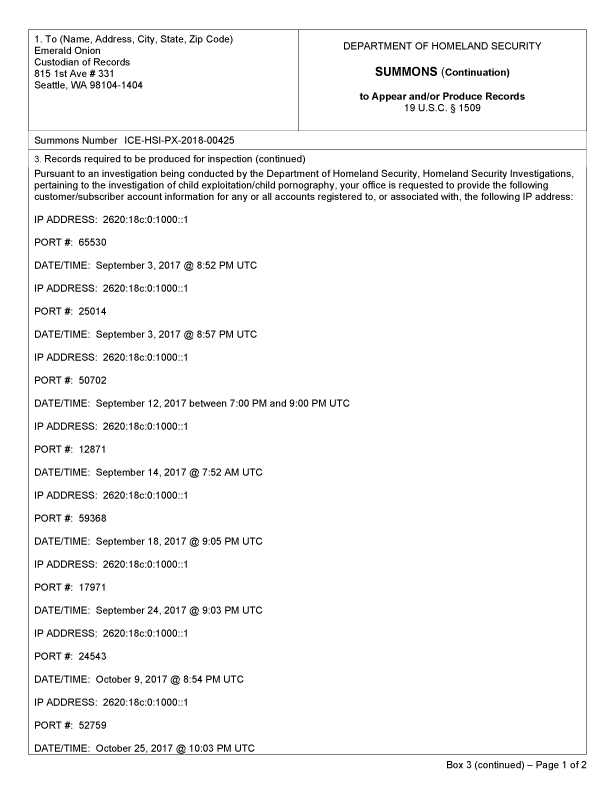 1. To (Name, Address, City, State, Zip Code)
Emerald Onion
Custodian of Records
815 1st Ave # 331
Seattle, WA 98104-1404
DEPARTMENT OF HOMELAND SECURITY
SUMMONS (Continuation)
to Appear and/or Produce Records
19 U.S.C. § 1509
Summons Number ICE-HSI-PX-2018-00425
3. Records required to be produced for inspection (continued)
Pursuant to an investigation being conducted by the Department of Homeland Security, Homeland Security Investigations,
pertaining to the investigation of child exploitation/child pornography, your office is requested to provide the following
customer/subscriber account information for any or all accounts registered to, or associated with, the following IP address:
IP ADDRESS: 2620:18c:0:1000::1
PORT #: 65530
DATE/TIME: September 3, 2017 @ 8:52 PM UTC
IP ADDRESS: 2620:18c:0:1000::1
PORT #: 25014
DATE/TIME: September 3, 2017 @ 8:57 PM UTC
IP ADDRESS: 2620:18c:0:1000::1
PORT #: 50702
DATE/TIME: September 12, 2017 between 7:00 PM and 9:00 PM UTC
IP ADDRESS: 2620:18c:0:1000::1
PORT #: 12871
DATE/TIME: September 14, 2017 @ 7:52 AM UTC
IP ADDRESS: 2620:18c:0:1000::1
PORT #: 59368
DATE/TIME: September 18, 2017 @ 9:05 PM UTC
IP ADDRESS: 2620:18c:0:1000::1
PORT #: 17971
DATE/TIME: September 24, 2017 @ 9:03 PM UTC
IP ADDRESS: 2620:18c:0:1000::1
PORT #: 24543
DATE/TIME: October 9, 2017 @ 8:54 PM UTC
IP ADDRESS: 2620:18c:0:1000::1
PORT #: 52759
DATE/TIME: October 25, 2017 @ 10:03 PM UTC
Box 3 (continued) – Page 1 of 2